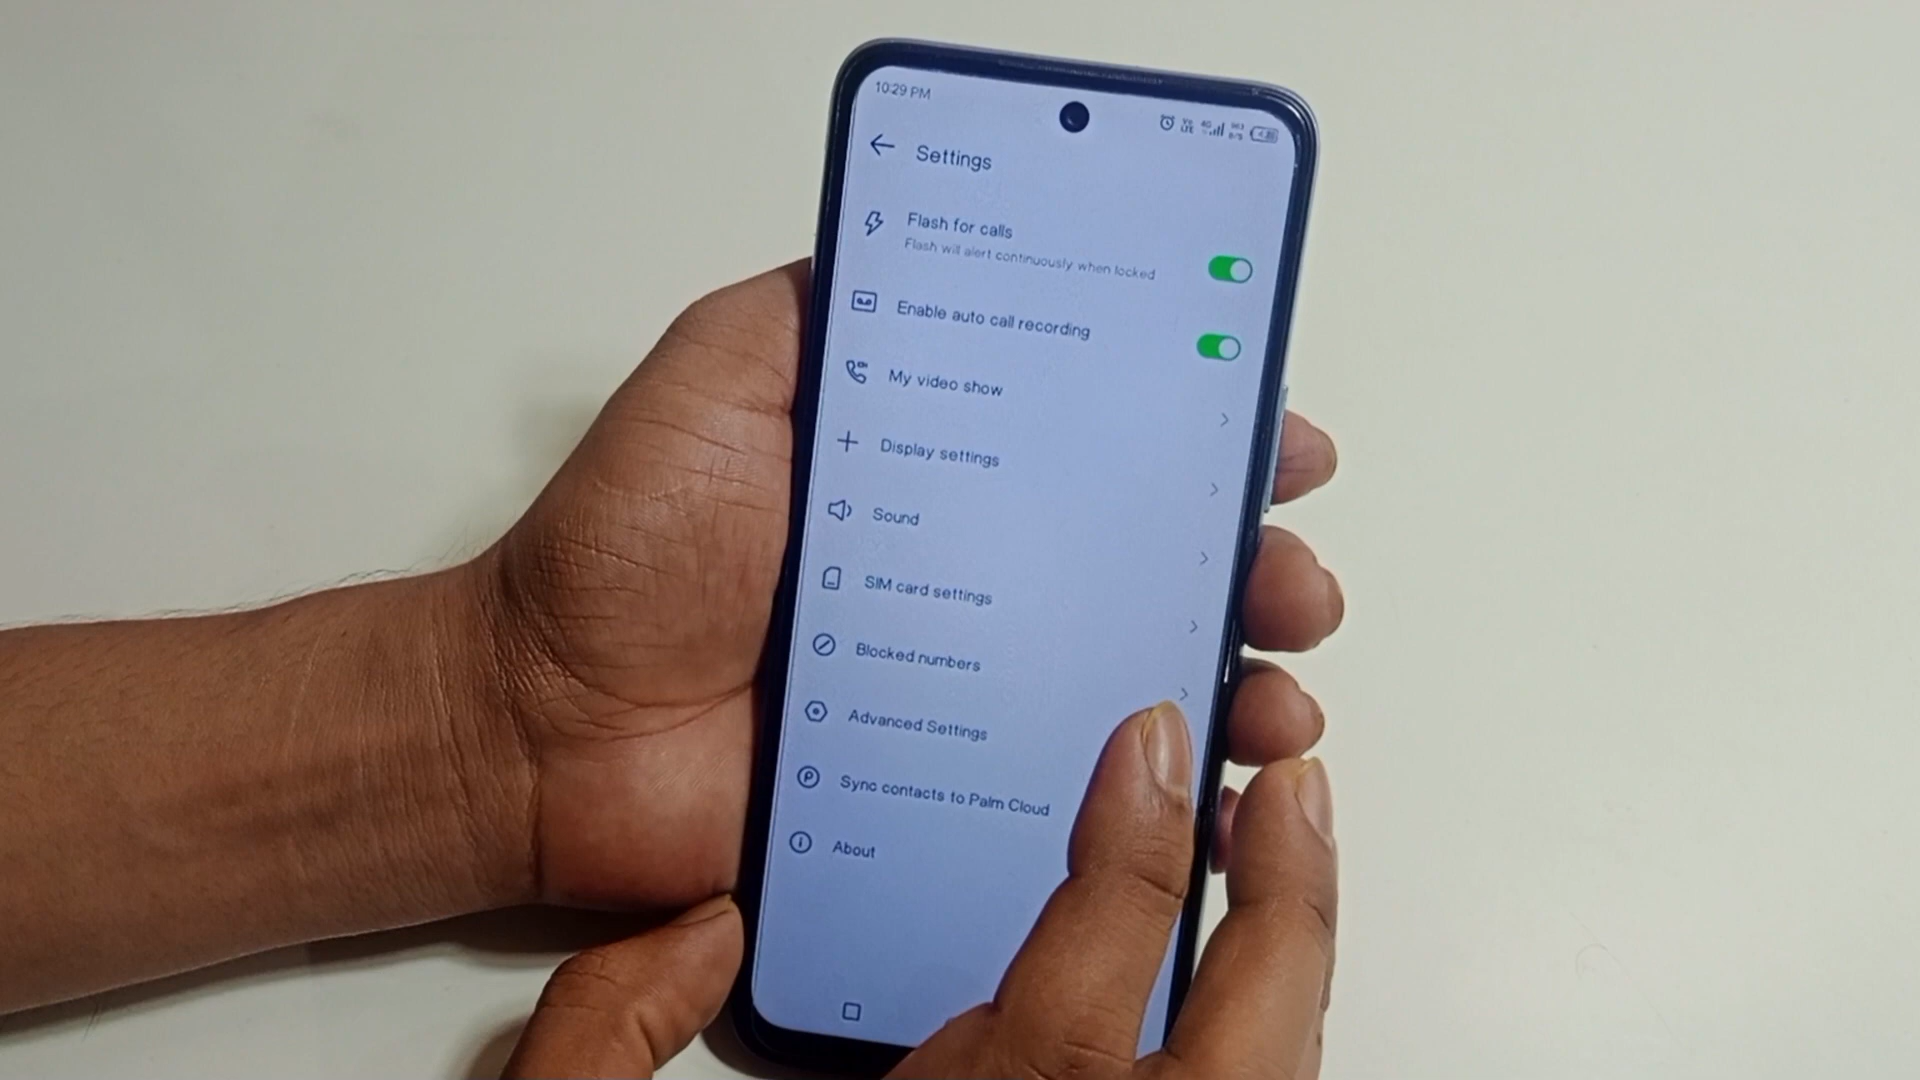 10:29 PM
Settings
Flash for calls
Flash will alert continuously when locked
Enable auto call recording
My video show
Display settings
Sound
SIM card settings
Blocked numbers
Advanced Settings
Sync contacts to Palm Cloud
About